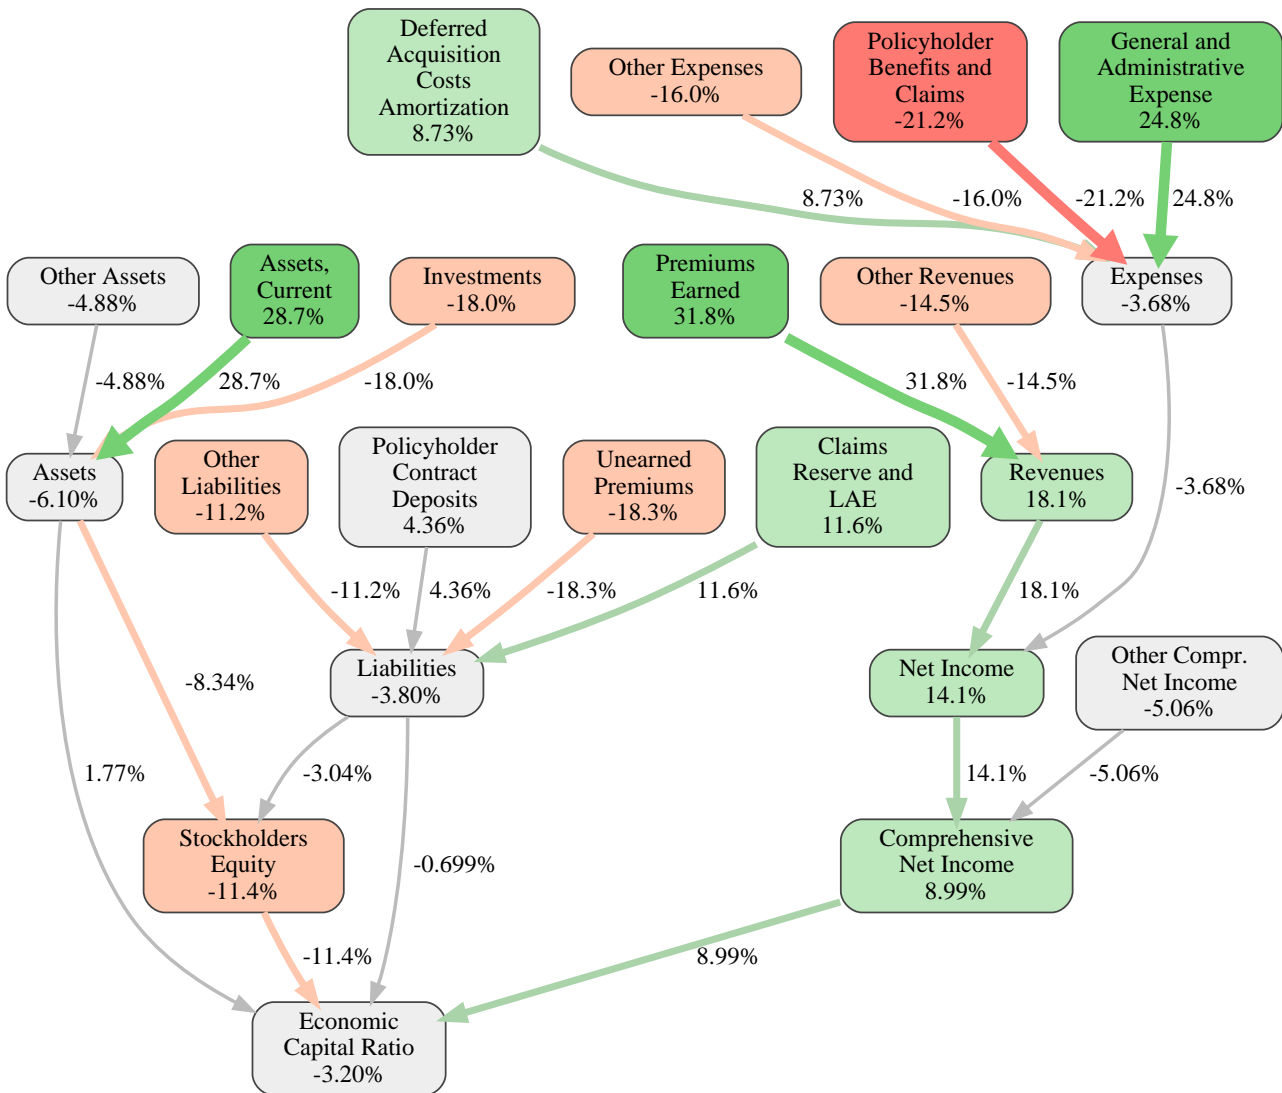 Deferred
Acquisition
Costs
Amortization
8.73%
Other Expenses
-16.0%
Policyholder
Benefits and
Claims
-21.2%
General and
Administrative
Expense
24.8%
8.73%
-16.0%
-21.2%
24.8%
Other Assets
-4.88%
Assets,
Current
28.7%
Investments
-18.0%
Premiums
Earned
31.8%
Other Revenues
-14.5%
Expenses
-3.68%
-4.88%
28.7%
-18.0%
31.8%
-14.5%
Assets
-6.10%
Other
Liabilities
-11.2%
Policyholder
Contract
Deposits
4.36%
Unearned
Premiums
-18.3%
Claims
Reserve and
LAE
11.6%
Revenues
18.1%
-3.68%
-11.2%
4.36%
-18.3%
11.6%
18.1%
Liabilities
-3.80%
Net Income
14.1%
Other Compr.
Net Income
-5.06%
-8.34%
1.77%
-3.04%
14.1%
-5.06%
Stockholders
Equity
-11.4%
-0.699%
Comprehensive
Net Income
8.99%
-11.4%
8.99%
Economic
Capital Ratio
-3.20%